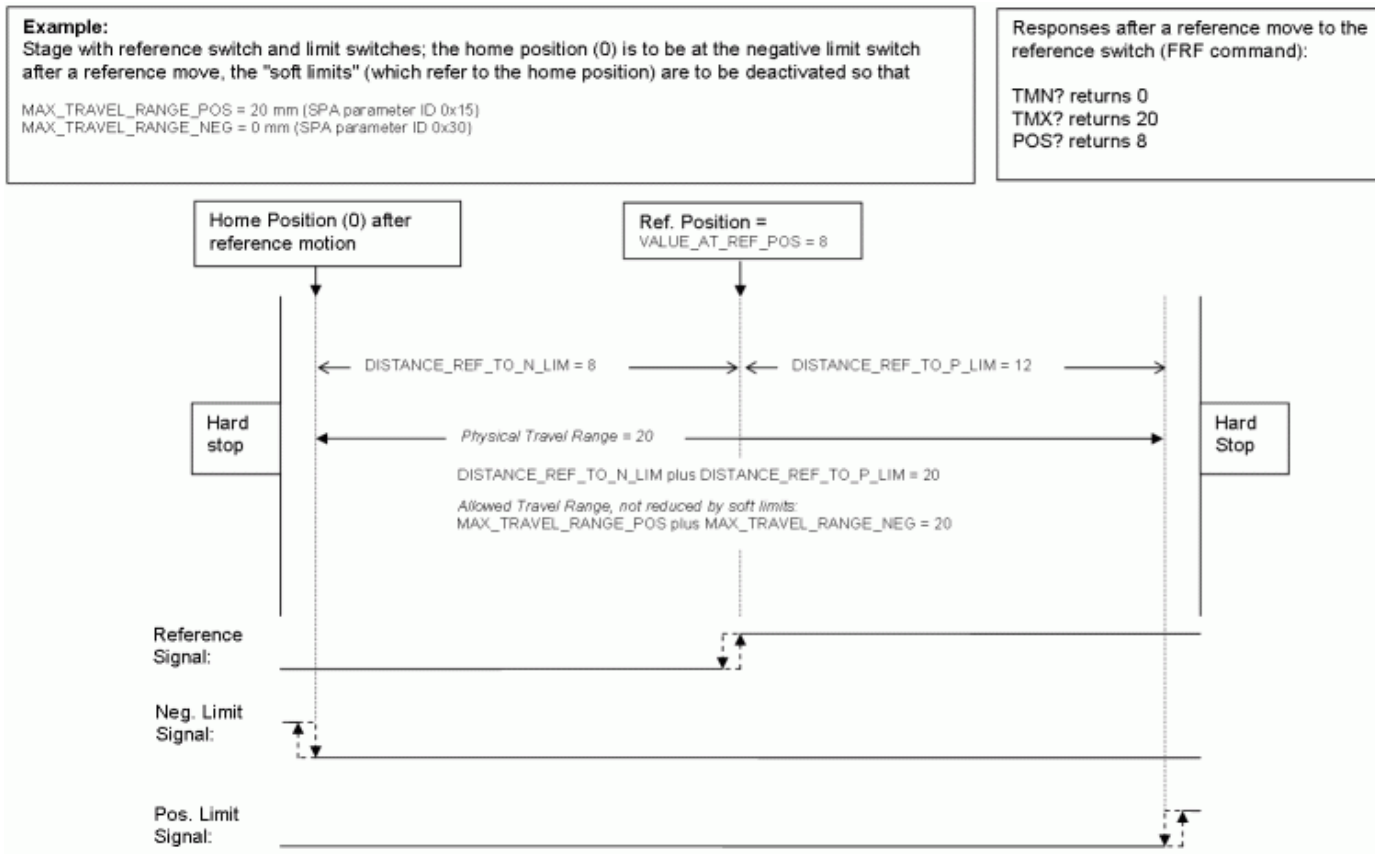 Example:
Stage with reference switch and limit switches; the home position (0) is to be at the negative limit switch
after a reference move, the "soft limits" (which refer to the home position) are to be deactivated so that
MAX_TRAVEL_RANGE_POS = 20 mm (SPA parameter ID 0x15)
MAX_TRAVEL_RANGE_NEG = 0 mm (SPA parameter ID 0x30)
Responses after a reference move to the
reference switch (FRF command):
TMN? returns 0
TMX? returns 20
POS? returns 8
Home Position (0) after
reference motion
Ref. Position =
VALUE_AT_REF_POS = 8
DISTANCE_REF_TO_N_LIM = 8
DISTANCE_REF_TO_P_LIM = 12
Hard
stop
Physical Travel Range = 20
Hard
Stop
DISTANCE_REF_TO_N_LIM plus DISTANCE_REF_TO_P_LIM = 20
Allowed Travel Range, not reduced by soft limits:
MAX_TRAVEL_RANGE_POS plus MAX_TRAVEL_RANGE_NEG = 20
Reference
Signal:
Neg. Limit
Signal:
Pos. Limit
Signal: